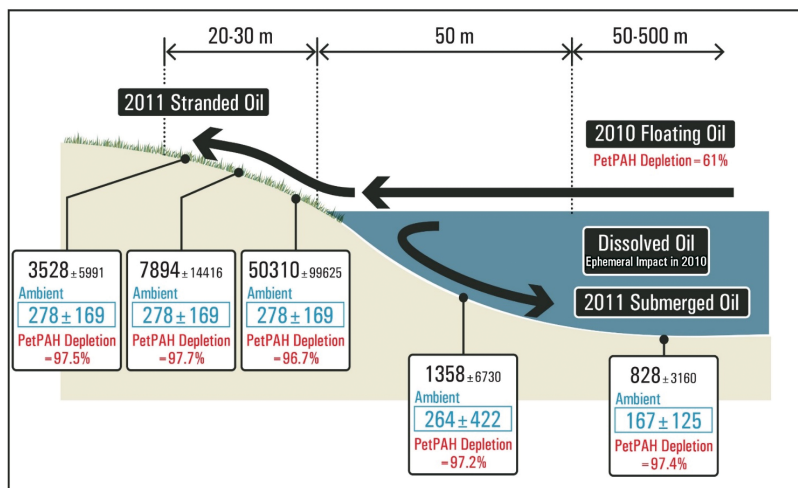 20-30 m
50 m
50-500 m
2011 Stranded Oil
2010 Floating Oil
PetPAH Depletion = 61%
Dissolved Oil
Ephemeral Impact in 2010
2011 Submerged Oil
3528 ± 5991
Ambient
278 ± 169
PetPAH Depletion
= 97.5%
7894 ± 14416
Ambient
278 ± 169
PetPAH Depletion
= 97.7%
50310 ± 99625
Ambient
278 ± 169
PetPAH Depletion
= 96.7%
1358 ± 6730
Ambient
264 ± 422
PetPAH Depletion
= 97.2%
828 ± 3160
Ambient
167 ± 125
PetPAH Depletion
= 97.4%